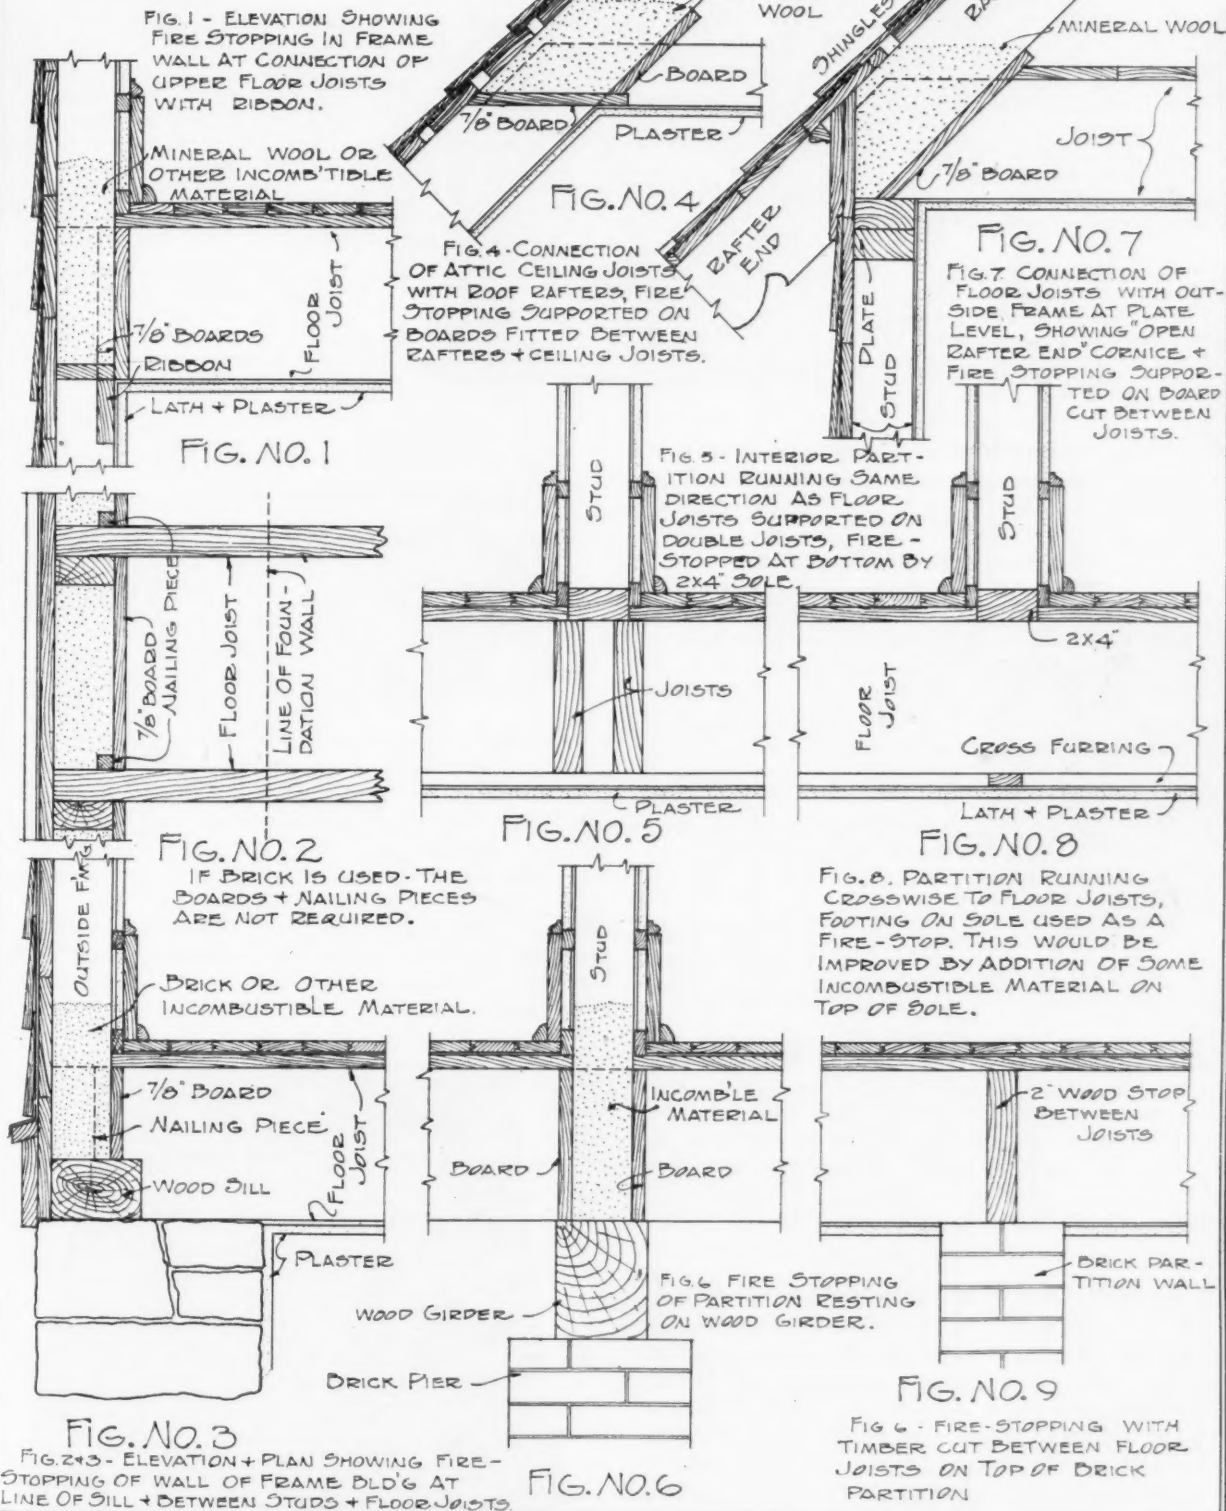 FIG. 1 - ELEVATION SHOWING
FIRE STOPPING IN FRAME
WALL AT CONNECTION OF
UPPER FLOOR JOISTS
WITH RIBBON.
MINERAL WOOL OR
OTHER INCOMB'TIBLE
MATERIAL
7/8" BOARDS
RIBBON
FLOOR
JOIST
LATH + PLASTER
FIG. NO. 1
WOOL
BOARD
7/8" BOARD
PLASTER
FIG. NO. 4
FIG. 4 - CONNECTION
OF ATTIC CEILING JOISTS
WITH ROOF RAFTERS, FIRE
STOPPING SUPPORTED ON
BOARDS FITTED BETWEEN
RAFTERS + CEILING JOISTS.
SHINGLES
MINERAL WOOL
JOIST
7/8" BOARD
RAFTER
END
PLATE
STUD
FIG. NO. 7
FIG. 7. CONNECTION OF
FLOOR JOISTS WITH OUT-
SIDE FRAME AT PLATE
LEVEL, SHOWING "OPEN
RAFTER END" CORNICE +
FIRE STOPPING SUPPOR-
TED ON BOARD
CUT BETWEEN
JOISTS.
7/8" BOARD
NAILING PIECE
FLOOR JOIST
LINE OF FOUN-
DATION WALL
FIG. NO. 2
IF BRICK IS USED - THE
BOARDS + NAILING PIECES
ARE NOT REQUIRED.
FIG. 5 - INTERIOR PART-
ITION RUNNING SAME
DIRECTION AS FLOOR
JOISTS SUPPORTED ON
DOUBLE JOISTS, FIRE -
STOPPED AT BOTTOM BY
2X4" SOLE.
STUD
JOISTS
PLASTER
FIG. NO. 5
STUD
2X4"
FLOOR
JOIST
CROSS FURRING
LATH + PLASTER
FIG. NO. 8
FIG. 8. PARTITION RUNNING
CROSSWISE TO FLOOR JOISTS,
FOOTING ON SOLE USED AS A
FIRE - STOP. THIS WOULD BE
IMPROVED BY ADDITION OF SOME
INCOMBUSTIBLE MATERIAL ON
TOP OF SOLE.
OUTSIDE F'M'G
BRICK OR OTHER
INCOMBUSTIBLE MATERIAL.
7/8" BOARD
NAILING PIECE
FLOOR
JOIST
WOOD SILL
PLASTER
FIG. NO. 3
FIG. 2+3 - ELEVATION + PLAN SHOWING FIRE-
STOPPING OF WALL OF FRAME BLD'G AT
LINE OF SILL + BETWEEN STUDS + FLOOR JOISTS.
STUD
INCOMB'LE
MATERIAL
BOARD
BOARD
WOOD GIRDER
BRICK PIER
FIG. 6 FIRE STOPPING
OF PARTITION RESTING
ON WOOD GIRDER.
FIG. NO. 6
2" WOOD STOP
BETWEEN
JOISTS
BRICK PAR-
TITION WALL
FIG. NO. 9
FIG 6 - FIRE-STOPPING WITH
TIMBER CUT BETWEEN FLOOR
JOISTS ON TOP OF BRICK
PARTITION